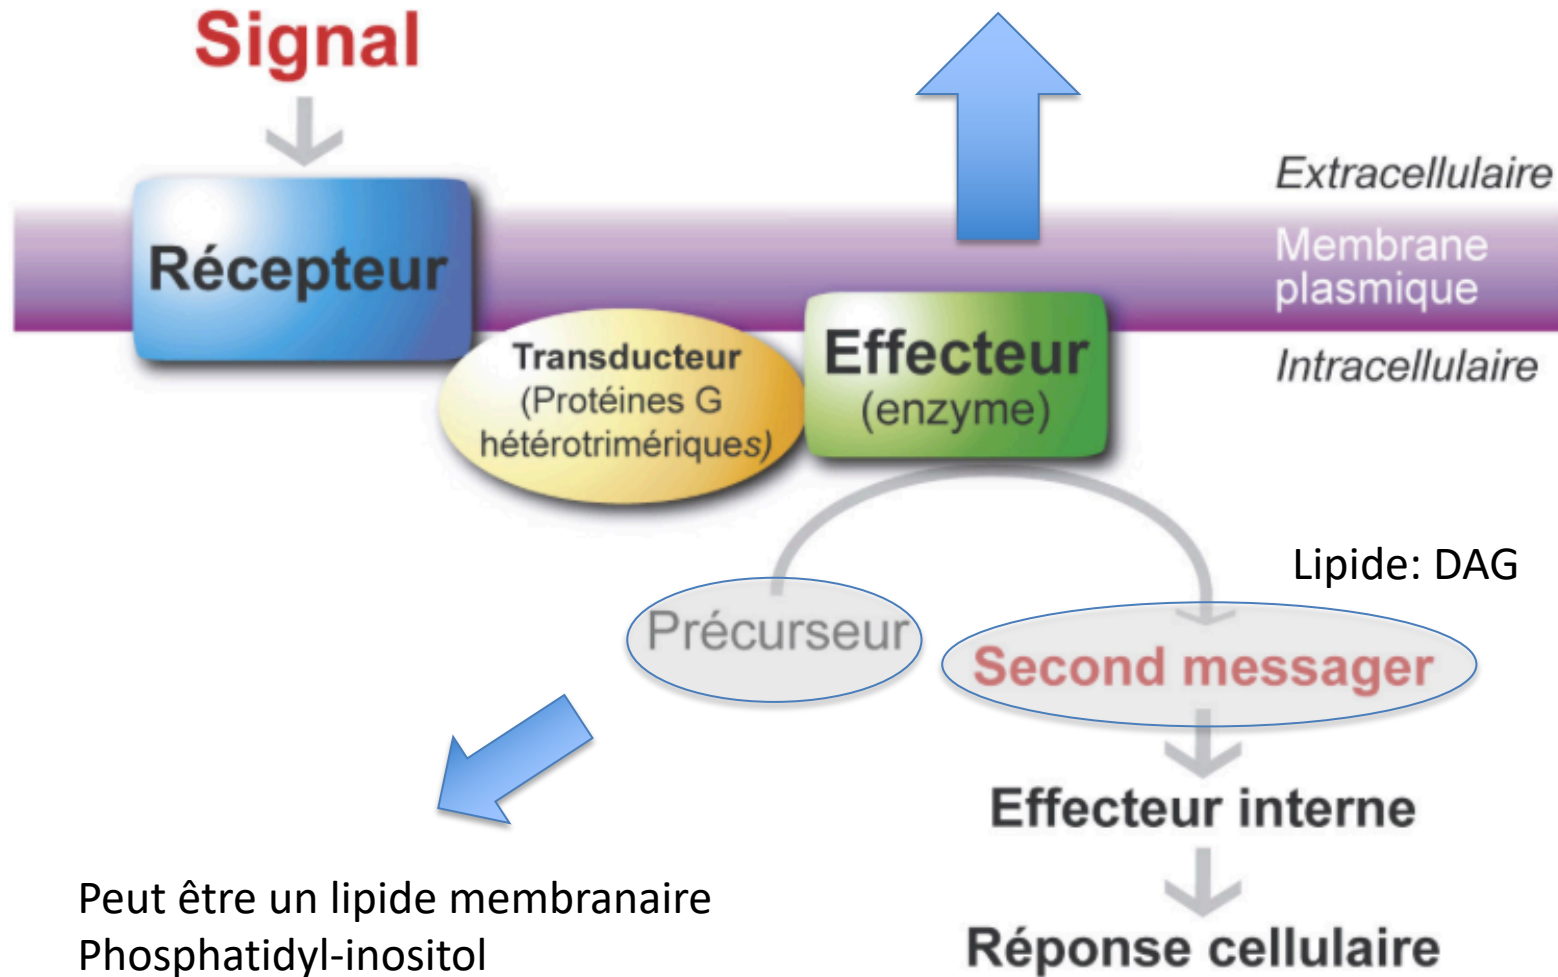 Signal
Extracellulaire
Récepteur
Membrane
plasmique
Transducteur
(Protéines G
hétérotrimériques)
Effecteur
(enzyme)
Intracellulaire
Lipide: DAG
Précurseur
Second messager
Effecteur interne
Peut être un lipide membranaire
Phosphatidyl-inositol
Réponse cellulaire